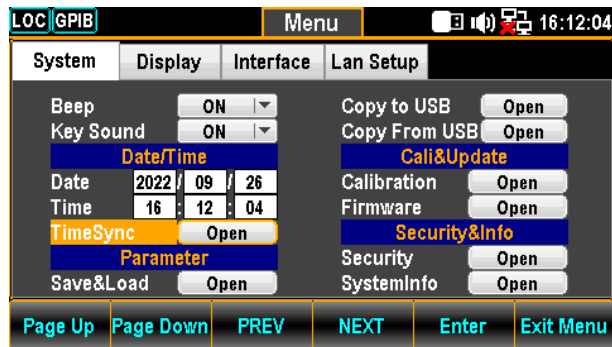 LOC GPIB Menu 16:12:04
System Display Interface Lan Setup
Beep ON
Key Sound ON
Date/Time
Date 2022 / 09 / 26
Time 16 : 12 : 04
TimeSync Open
Parameter
Save&Load Open
Copy to USB Open
Copy From USB Open
Cali&Update
Calibration Open
Firmware Open
Security&Info
Security Open
SystemInfo Open
Page Up Page Down PREV NEXT Enter Exit Menu